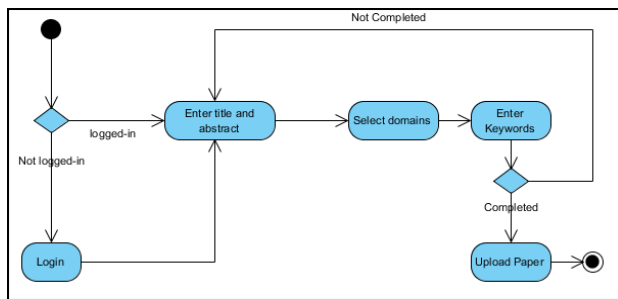 Not Completed
Enter title and
abstract
Select domains
Enter
Keywords
logged-in
Not logged-in
Completed
Login
Upload Paper